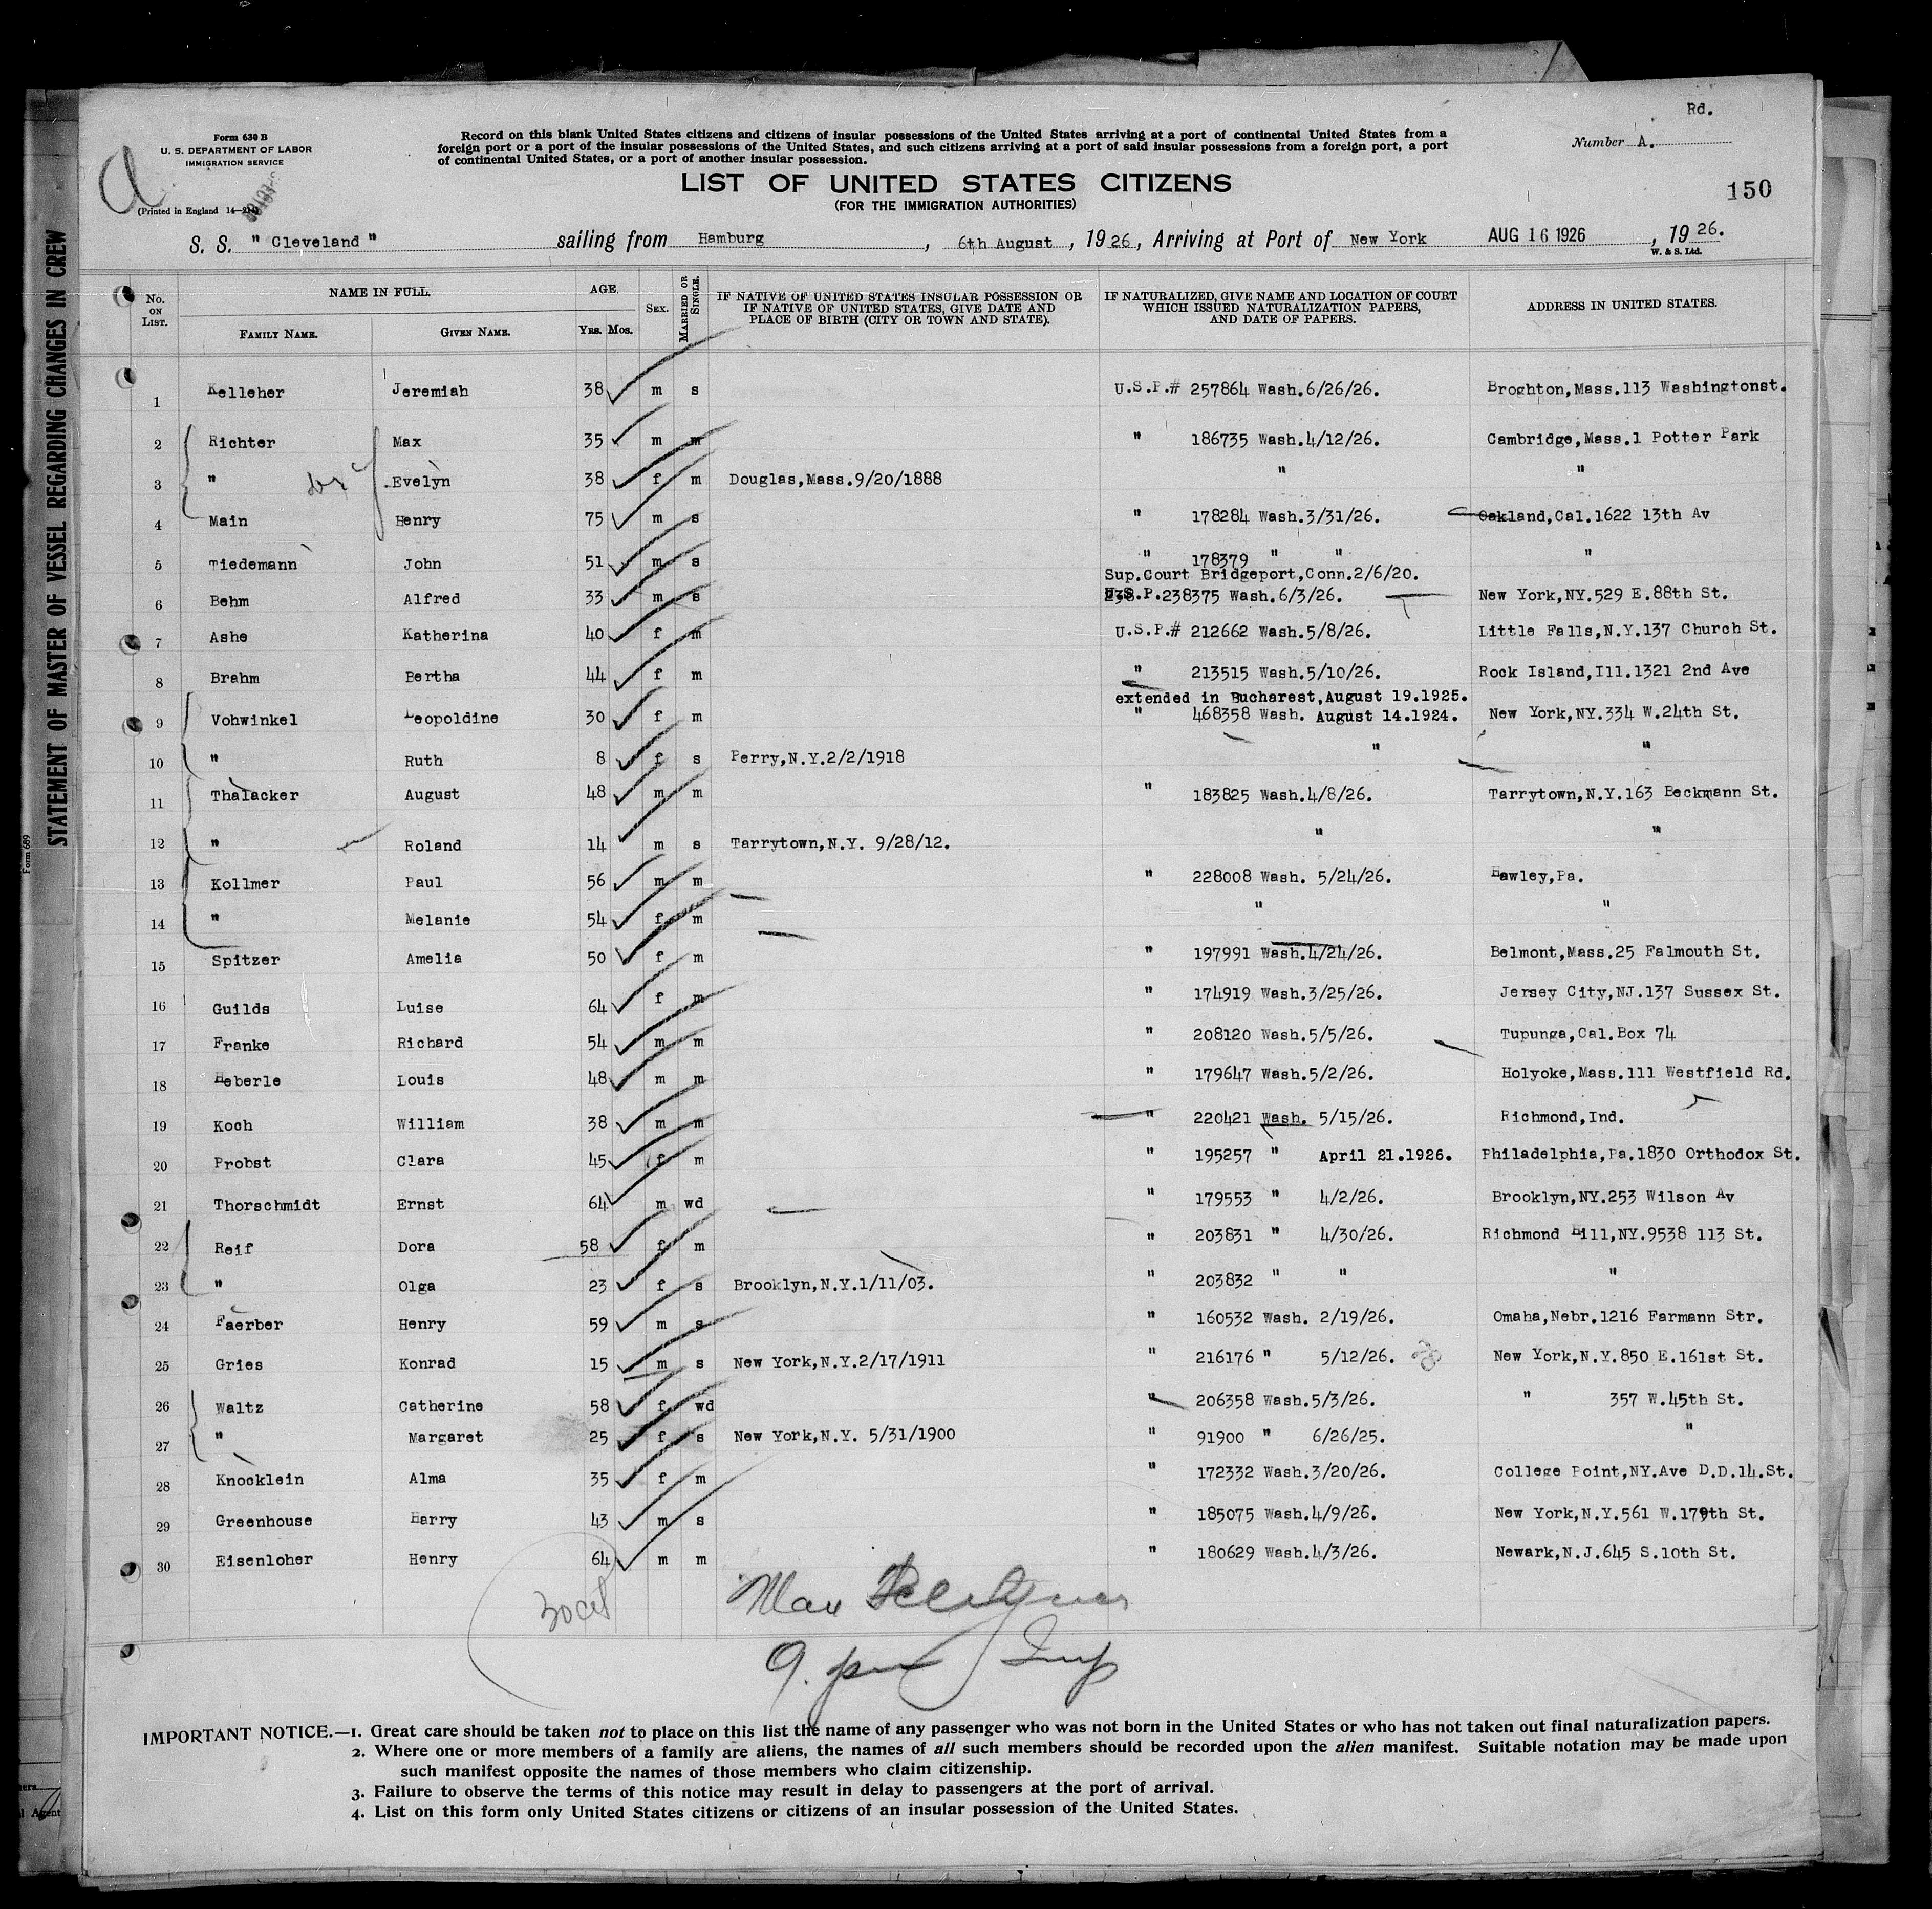 Rd.
Form 630 B
U. S. DEPARTMENT OF LABOR
IMMIGRATION SERVICE
(Printed in England 14—214)
Record on this blank United States citizens and citizens of insular possessions of the United States arriving at a port of continental United States from a
foreign port or a port of the insular possessions of the United States, and such citizens arriving at a port of said insular possessions from a foreign port, a port
of continental United States, or a port of another insular possession.
Number A.
a
LIST OF UNITED STATES CITIZENS
(FOR THE IMMIGRATION AUTHORITIES)
150
S. S. " Cleveland " sailing from Hamburg, 6th August, 1926, Arriving at Port of New York AUG 16 1926, 1926.
W. & S. Ltd.
STATEMENT OF MASTER OF VESSEL REGARDING CHANGES IN CREW
Form 689
No. ON LIST. NAME IN FULL. AGE. SEX. MARRIED OR SINGLE. IF NATIVE OF UNITED STATES INSULAR POSSESSION OR IF NATIVE OF UNITED STATES, GIVE DATE AND PLACE OF BIRTH (CITY OR TOWN AND STATE). IF NATURALIZED, GIVE NAME AND LOCATION OF COURT WHICH ISSUED NATURALIZATION PAPERS, AND DATE OF PAPERS. ADDRESS IN UNITED STATES.
FAMILY NAME. GIVEN NAME. YRS. MOS.
1 Kelleher Jeremiah 38 m s U.S.P.# 257864 Wash.6/26/26. Broghton,Mass.113 Washingtonst.
2 Richter Max 35 m m " 186735 Wash.4/12/26. Cambridge,Mass.1 Potter Park
3 " Evelyn 38 f m Douglas,Mass.9/20/1888 " "
4 Main Henry 75 m s " 178284 Wash.3/31/26. Oakland,Cal.1622 13th Av
5 Tiedemann John 51 m s " 178379 " " "
Sup.Court Bridgeport,Conn.2/6/20.
6 Behm Alfred 33 m s U.S.P. 238375 Wash.6/3/26. New York,NY.529 E.88th St.
7 Ashe Katherina 40 f m U.S.P.# 212662 Wash.5/8/26. Little Falls,N.Y.137 Church St.
8 Brahm Bertha 44 f m " 213515 Wash.5/10/26. Rock Island,Ill.1321 2nd Ave
extended in Bucharest,August 19.1925.
9 Vohwinkel Leopoldine 30 f m " 468358 Wash. August 14.1924. New York,NY.334 W.24th St.
10 " Ruth 8 f s Perry,N.Y.2/2/1918 " "
11 Thalacker August 48 m m " 183825 Wash.4/8/26. Tarrytown,N.Y.163 Beckmann St.
12 " Roland 14 m s Tarrytown,N.Y. 9/28/12. " "
13 Kollmer Paul 56 m m " 228008 Wash. 5/24/26. Hawley,Pa.
14 " Melanie 54 f m " "
15 Spitzer Amelia 50 f m " 197991 Wash.4/24/26. Belmont,Mass.25 Falmouth St.
16 Guilds Luise 64 f m " 174919 Wash.3/25/26. Jersey City,NJ.137 Sussex St.
17 Franke Richard 54 m m " 208120 Wash.5/5/26. Tupunga,Cal.Box 74
18 Heberle Louis 48 m m " 179647 Wash.5/2/26. Holyoke,Mass.111 Westfield Rd.
19 Koch William 38 m m " 220421 Wash. 5/15/26. Richmond,Ind.
20 Probst Clara 45 f m " 195257 " April 21.1926. Philadelphia,Pa.1830 Orthodox St.
21 Thorschmidt Ernst 64 m wd " 179553 " 4/2/26. Brooklyn,NY.253 Wilson Av
22 Reif Dora 58 f m " 203831 " 4/30/26. Richmond Hill,NY.9538 113 St.
23 " Olga 23 f s Brooklyn,N.Y.1/11/03. " 203832 " " "
24 Faerber Henry 59 m s " 160532 Wash. 2/19/26. Omaha,Nebr.1216 Farmann Str.
25 Gries Konrad 15 m s New York,N.Y.2/17/1911 " 216176 " 5/12/26. New York,N.Y.850 E.161st St.
26 Waltz Catherine 58 f wd " 206358 Wash.5/3/26. " 357 W.45th St.
27 " Margaret 25 f s New York,N.Y. 5/31/1900 " 91900 " 6/26/25. "
28 Knocklein Alma 35 f m " 172332 Wash.3/20/26. College Point,NY.Ave D.D.14.St.
29 Greenhouse Harry 43 m s " 185075 Wash.4/9/26. New York,N.Y.561 W.179th St.
30 Eisenloher Henry 64 m m " 180629 Wash.4/3/26. Newark,N.J.645 S.10th St.
Max
IMPORTANT NOTICE.—1. Great care should be taken not to place on this list the name of any passenger who was not born in the United States or who has not taken out final naturalization papers.
2. Where one or more members of a family are aliens, the names of all such members should be recorded upon the alien manifest. Suitable notation may be made upon
such manifest opposite the names of those members who claim citizenship.
3. Failure to observe the terms of this notice may result in delay to passengers at the port of arrival.
4. List on this form only United States citizens or citizens of an insular possession of the United States.